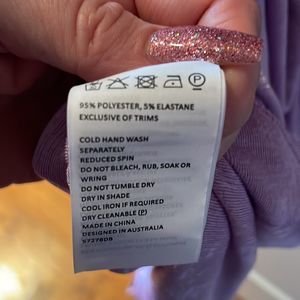 P
95% POLYESTER, 5% ELASTANE
EXCLUSIVE OF TRIMS
COLD HAND WASH
SEPARATELY
REDUCED SPIN
DO NOT BLEACH, RUB, SOAK OR
WRING
DO NOT TUMBLE DRY
DRY IN SHADE
COOL IRON IF REQUIRED
DRY CLEANABLE (P)
MADE IN CHINA
DESIGNED IN AUSTRALIA